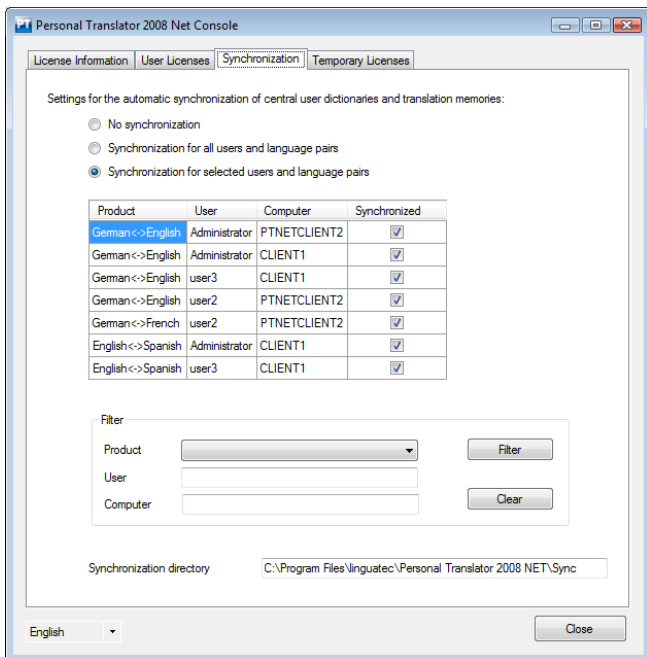 PT Personal Translator 2008 Net Console
License Information User Licenses Synchronization Temporary Licenses
Settings for the automatic synchronization of central user dictionaries and translation memories:
No synchronization
Synchronization for all users and language pairs
Synchronization for selected users and language pairs
Product User Computer Synchronized
German<->English Administrator PTNETCLIENT2
German<->English Administrator CLIENT1
German<->English user3 CLIENT1
German<->English user2 PTNETCLIENT2
German<->French user2 PTNETCLIENT2
English<->Spanish Administrator CLIENT1
English<->Spanish user3 CLIENT1
Filter
Product Filter
User
Computer Clear
Synchronization directory C:\Program Files\linguatec\Personal Translator 2008 NET\Sync
English Close